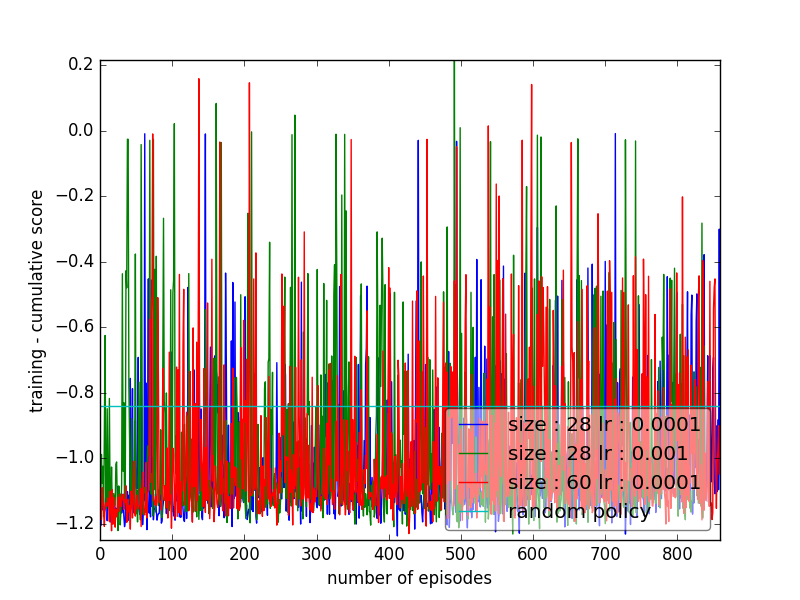 0.2
0.0
−0.2
−0.4
−0.6
−0.8
−1.0
−1.2
training - cumulative score
size : 28 lr : 0.0001
size : 28 lr : 0.001
size : 60 lr : 0.0001
random policy
0 100 200 300 400 500 600 700 800
number of episodes